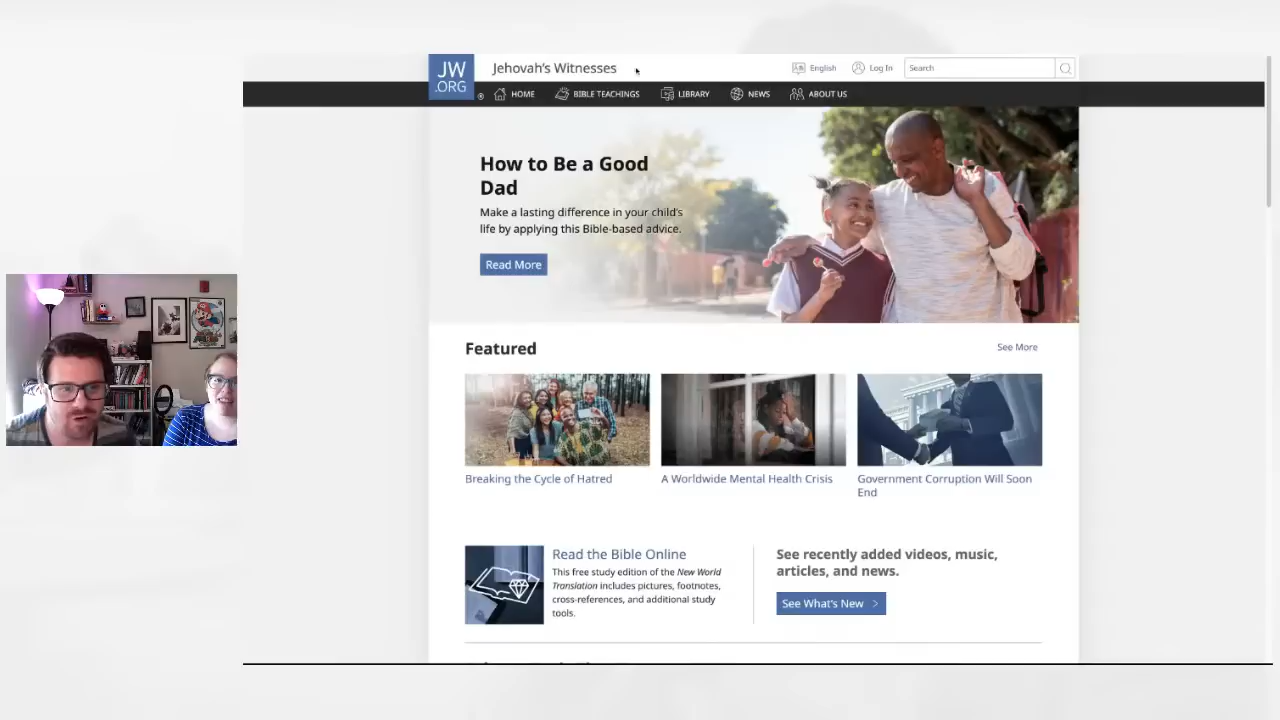 JW
.ORG
®
Jehovah's Witnesses
English
Log In
Search
HOME
BIBLE TEACHINGS
LIBRARY
NEWS
ABOUT US
How to Be a Good
Dad
Make a lasting difference in your child's
life by applying this Bible-based advice.
Read More
Featured
See More
Breaking the Cycle of Hatred
A Worldwide Mental Health Crisis
Government Corruption Will Soon
End
Read the Bible Online
This free study edition of the New World
Translation includes pictures, footnotes,
cross-references, and additional study
tools.
See recently added videos, music,
articles, and news.
See What's New